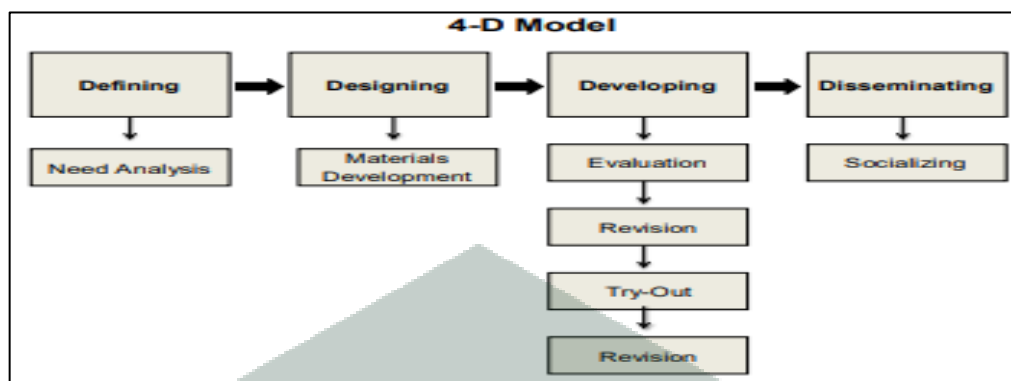 4-D Model
Defining
Designing
Developing
Disseminating
Need Analysis
Materials
Development
Evaluation
Socializing
Revision
Try-Out
Revision